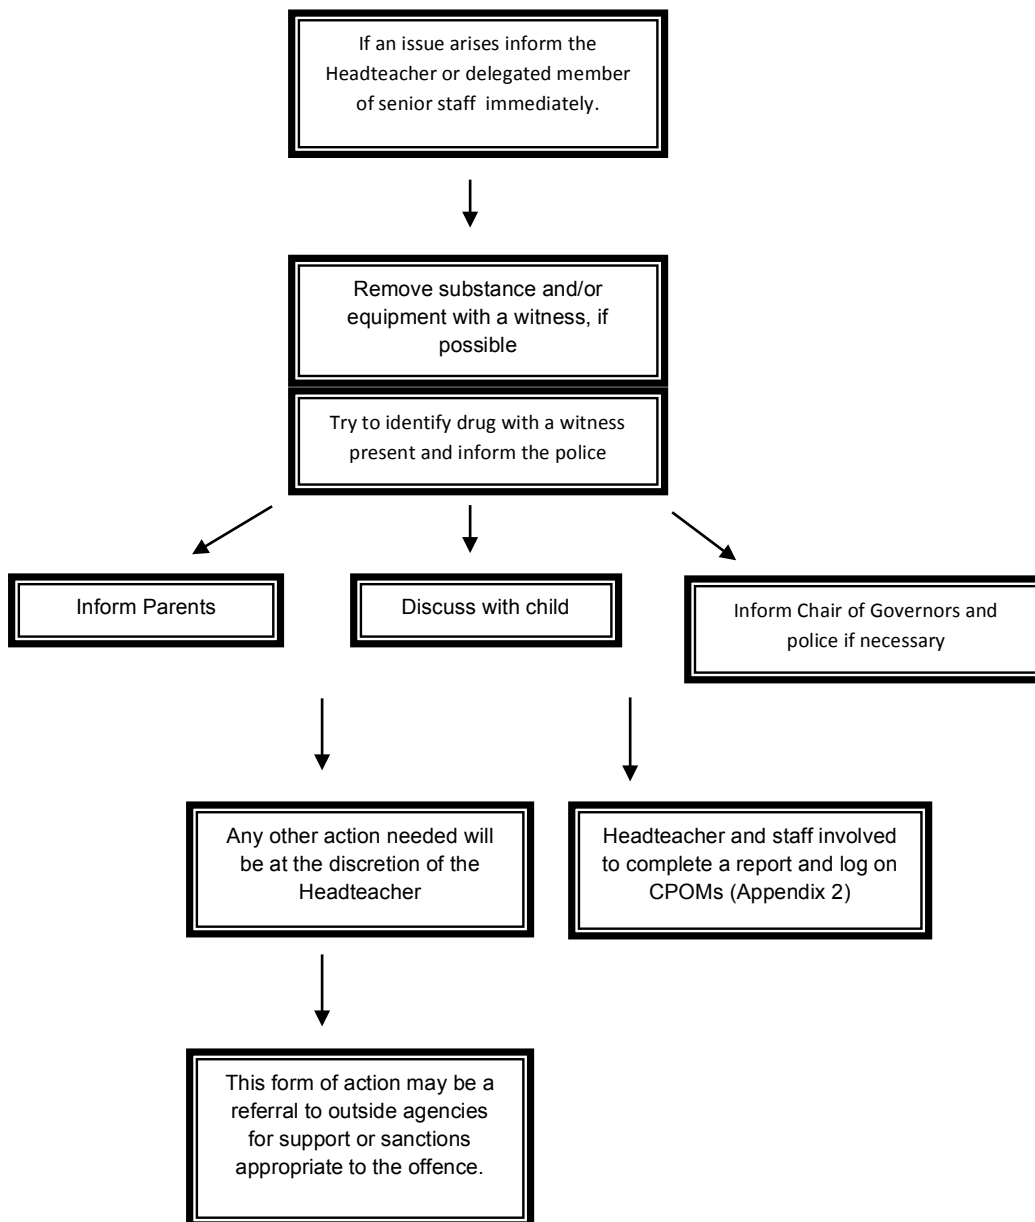 If an issue arises inform the
Headteacher or delegated member
of senior staff immediately.
Remove substance and/or
equipment with a witness, if
possible
Try to identify drug with a witness
present and inform the police
Inform Parents
Discuss with child
Inform Chair of Governors and
police if necessary
Any other action needed will
be at the discretion of the
Headteacher
Headteacher and staff involved
to complete a report and log on
CPOMs (Appendix 2)
This form of action may be a
referral to outside agencies
for support or sanctions
appropriate to the offence.